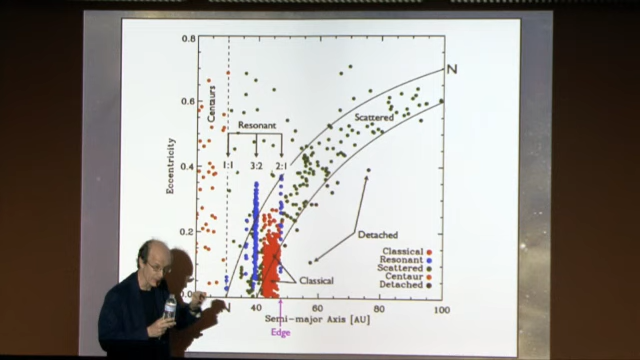 0.8
0.6
0.4
0.2
0.0
Eccentricity
Centaurs
Resonant
1:1
3:2
2:1
N
Scattered
Detached
Classical
Classical
Resonant
Scattered
Centaur
Detached
N
40
60
80
100
Semi-major Axis [AU]
Edge